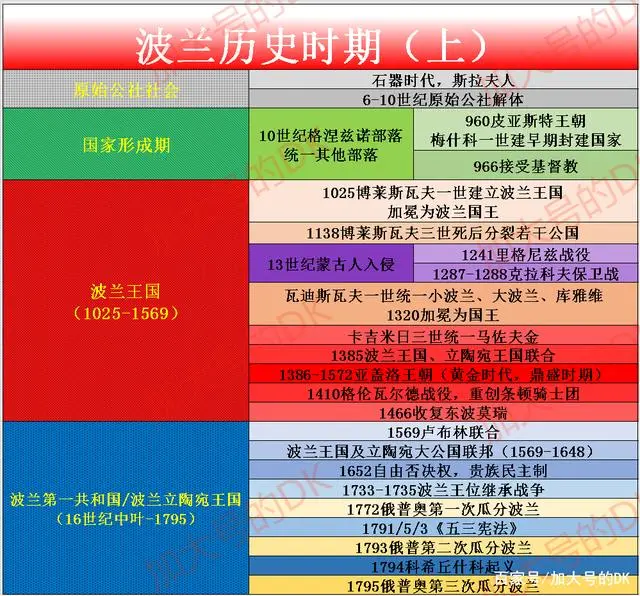 波兰历史时期（上）
原始公社社会
石器时代，斯拉夫人
6-10世纪原始公社解体
国家形成期
10世纪格涅兹诺部落
统一其他部落
960皮亚斯特王朝
梅什科一世建早期封建国家
966接受基督教
波兰王国
（1025-1569）
1025博莱斯瓦夫一世建立波兰王国
加冕为波兰国王
1138博莱斯瓦夫三世死后分裂若干公国
13世纪蒙古人入侵
1241里格尼兹战役
1287-1288克拉科夫保卫战
瓦迪斯瓦夫一世统一小波兰、大波兰、库雅维
1320加冕为国王
卡吉米日三世统一马佐夫金
1385波兰王国、立陶宛王国联合
1386-1572亚盖洛王朝（黄金时代，鼎盛时期）
1410格伦瓦尔德战役，重创条顿骑士团
1466收复东波莫瑞
波兰第一共和国/波兰立陶宛王国
（16世纪中叶-1795）
1569卢布林联合
波兰王国及立陶宛大公国联邦（1569-1648）
1652自由否决权，贵族民主制
1733-1735波兰王位继承战争
1772俄普奥第一次瓜分波兰
1791/5/3《五三宪法》
1793俄普第二次瓜分波兰
1794科希丘什科起义
1795俄普奥第三次瓜分波兰
百家号/加大号的DK